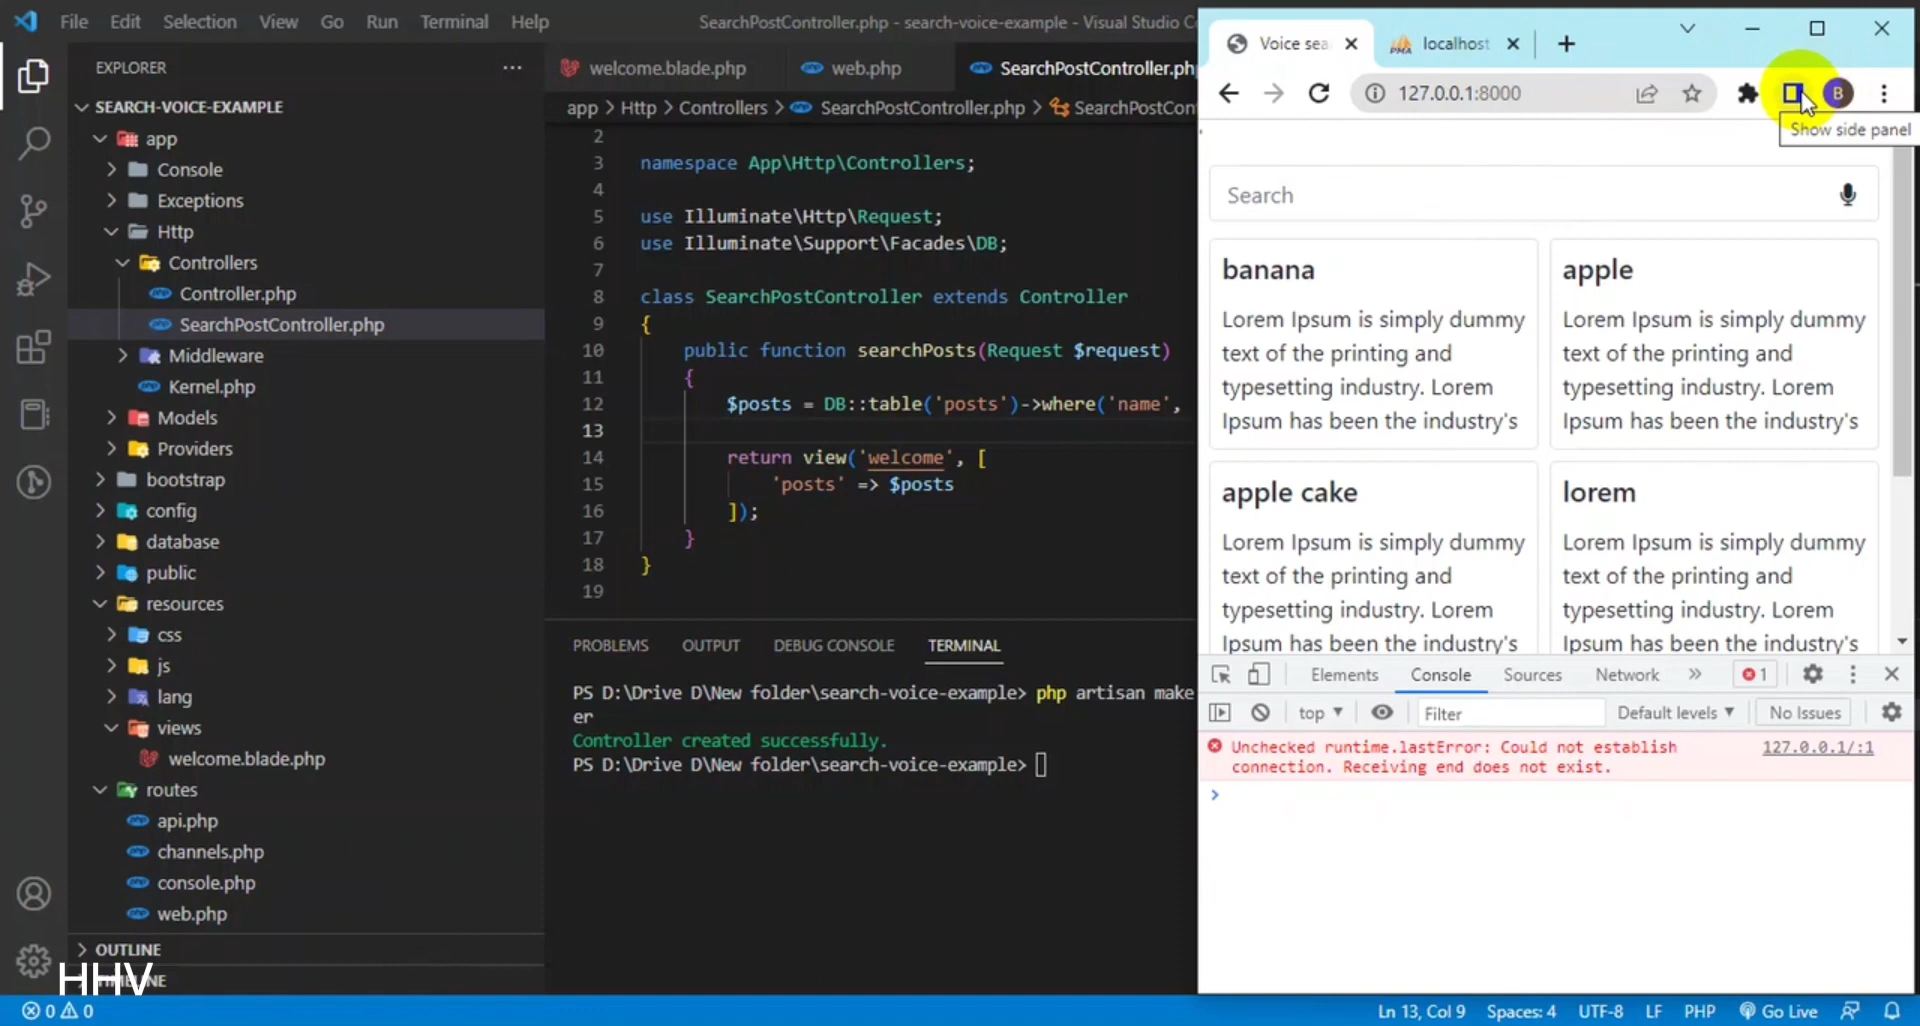 File Edit Selection View Go Run Terminal Help
SearchPostController.php - search-voice-example - Visual Studio Co
EXPLORER
SEARCH-VOICE-EXAMPLE
app
Console
Exceptions
Http
Controllers
Controller.php
SearchPostController.php
Middleware
Kernel.php
Models
Providers
bootstrap
config
database
public
resources
css
js
lang
views
welcome.blade.php
routes
api.php
channels.php
console.php
web.php
OUTLINE
HHV
welcome.blade.php web.php SearchPostController.php
app > Http > Controllers > SearchPostController.php > SearchPostCont
2
3 namespace App\Http\Controllers;
4
5 use Illuminate\Http\Request;
6 use Illuminate\Support\Facades\DB;
7
8 class SearchPostController extends Controller
9 {
10 public function searchPosts(Request $request)
11 {
12 $posts = DB::table('posts')->where('name',
13
14 return view('welcome', [
15 'posts' => $posts
16 ]);
17 }
18 }
19
PROBLEMS OUTPUT DEBUG CONSOLE TERMINAL
PS D:\Drive D\New folder\search-voice-example> php artisan make
er
Controller created successfully.
PS D:\Drive D\New folder\search-voice-example>
0 0
Ln 13, Col 9 Spaces: 4 UTF-8 LF PHP Go Live
Voice sea localhost
127.0.0.1:8000
B
Show side panel
Search
banana
Lorem Ipsum is simply dummy
text of the printing and
typesetting industry. Lorem
Ipsum has been the industry's
apple
Lorem Ipsum is simply dummy
text of the printing and
typesetting industry. Lorem
Ipsum has been the industry's
apple cake
Lorem Ipsum is simply dummy
text of the printing and
typesetting industry. Lorem
Ipsum has been the industry's
lorem
Lorem Ipsum is simply dummy
text of the printing and
typesetting industry. Lorem
Ipsum has been the industry's
Elements Console Sources Network 1
top Filter Default levels No Issues
Unchecked runtime.lastError: Could not establish 127.0.0.1/:1
connection. Receiving end does not exist.